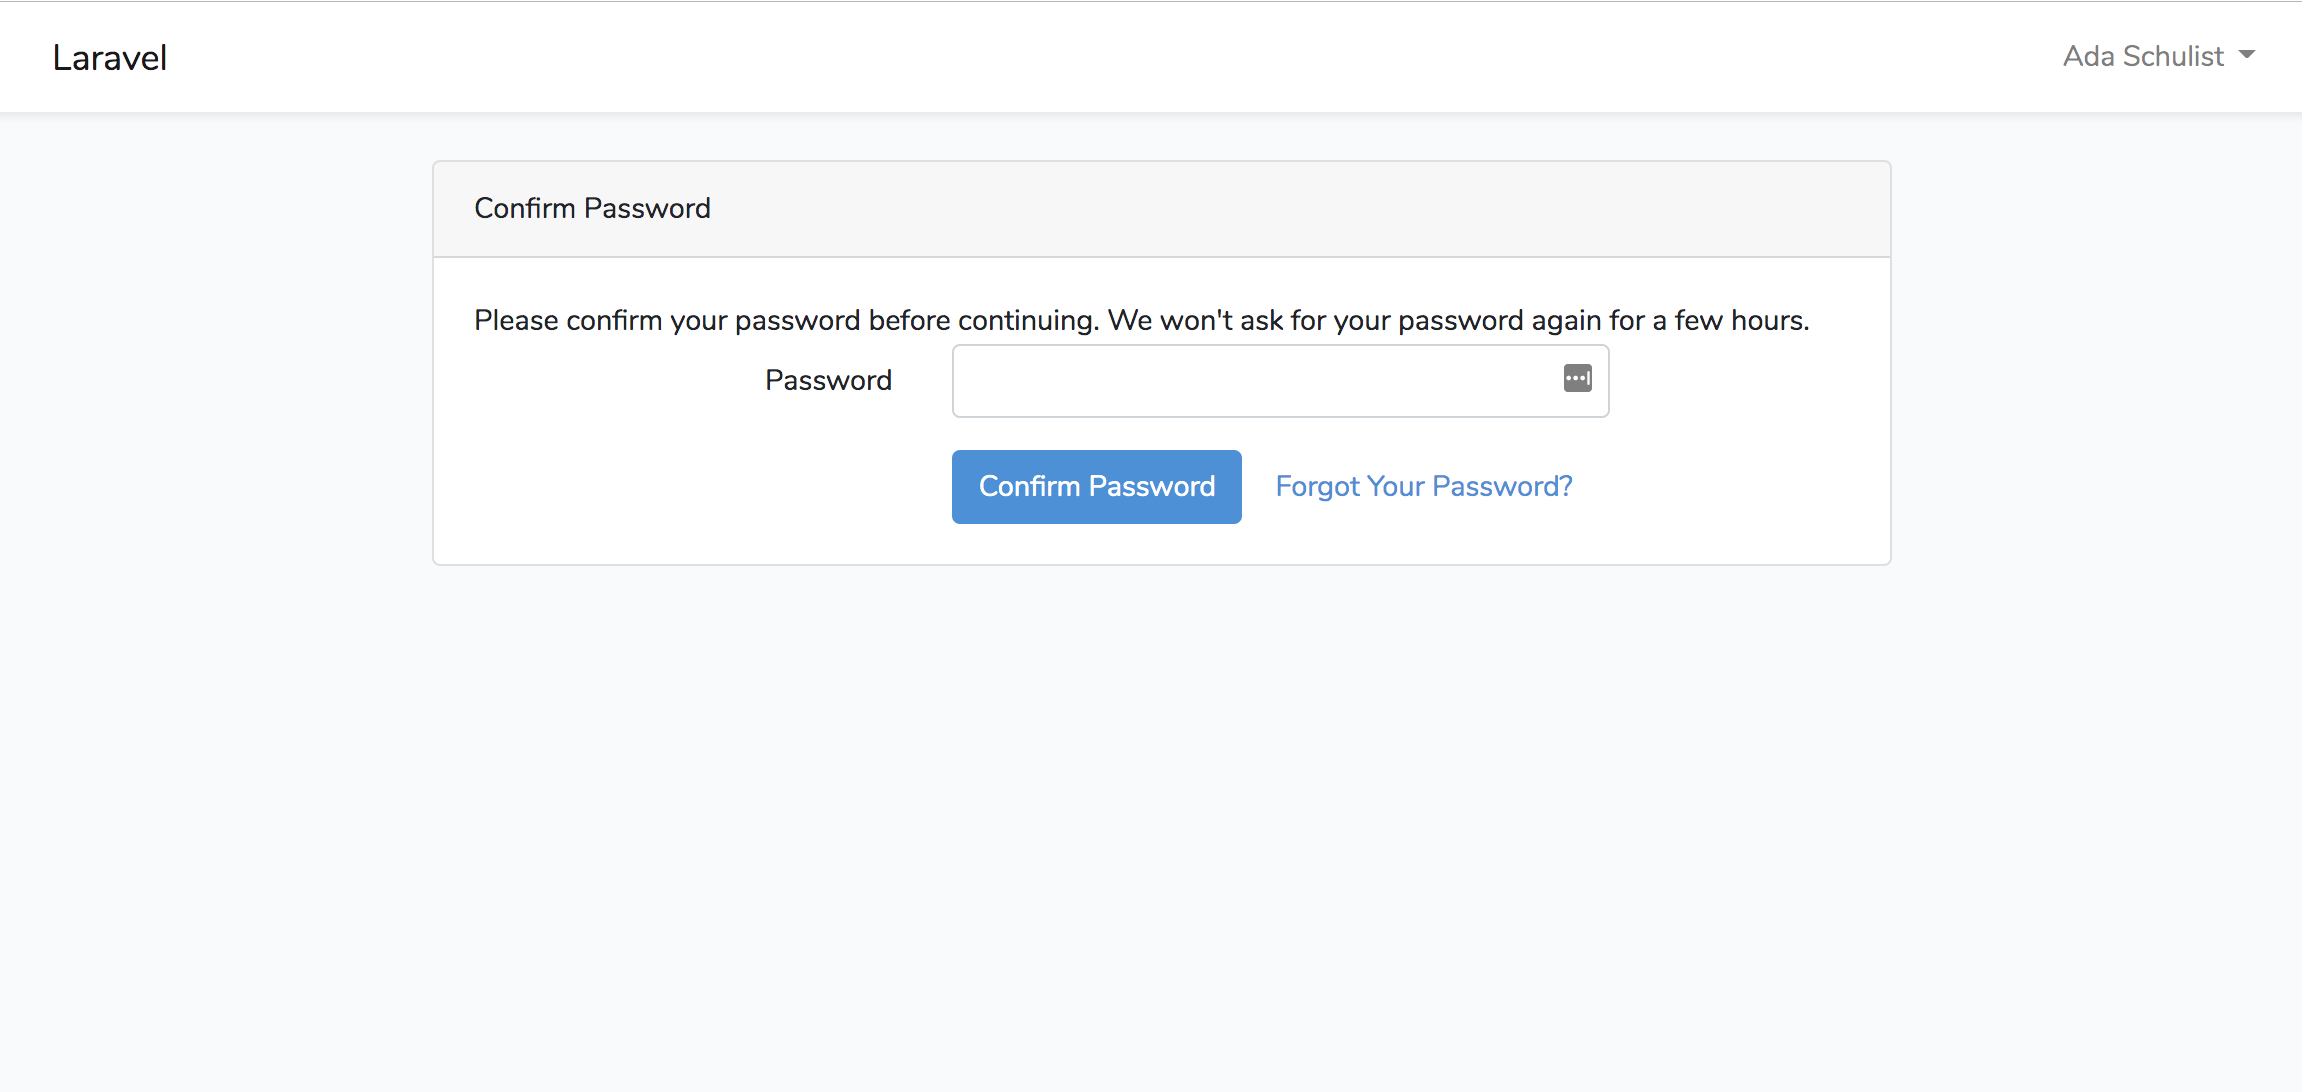 Laravel
Ada Schulist
Confirm Password
Please confirm your password before continuing. We won't ask for your password again for a few hours.
Password
Confirm Password Forgot Your Password?